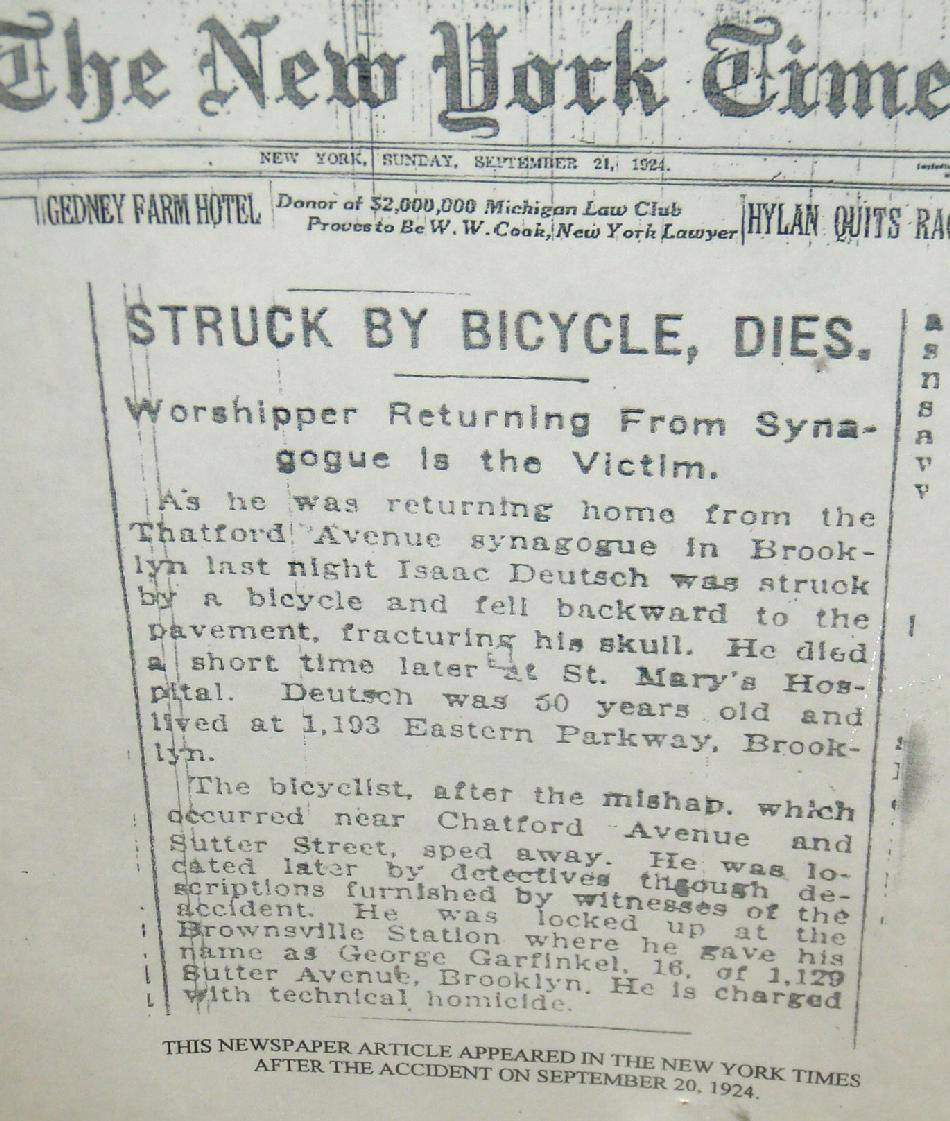 The New York Time
NEW YORK, SUNDAY, SEPTEMBER 21, 1924.
GEDNEY FARM HOTEL
Donor of $2,000,000 Michigan Law Club
Proves to Be W. W. Cook, New York Lawyer
HYLAN QUITS RAC
STRUCK BY BICYCLE, DIES.
Worshipper Returning From Syna-
gogue is the Victim.
As he was returning home from the
Thatford Avenue synagogue in Brook-
lyn last night Isaac Deutsch was struck
by a bicycle and fell backward to the
pavement, fracturing his skull. He died
a short time later at St. Mary's Hos-
pital. Deutsch was 50 years old and
lived at 1,193 Eastern Parkway, Brook-
lyn.
The bicyclist, after the mishap, which
occurred near Chatford Avenue and
Sutter Street, sped away. He was lo-
cated later by detectives through de-
scriptions furnished by witnesses of the
accident. He was locked up at the
Brownsville Station where he gave his
name as George Garfinkel, 16, of 1,129
Sutter Avenue, Brooklyn. He is charged
with technical homicide.
a
s
n
s
a
v
v
THIS NEWSPAPER ARTICLE APPEARED IN THE NEW YORK TIMES
AFTER THE ACCIDENT ON SEPTEMBER 20, 1924.